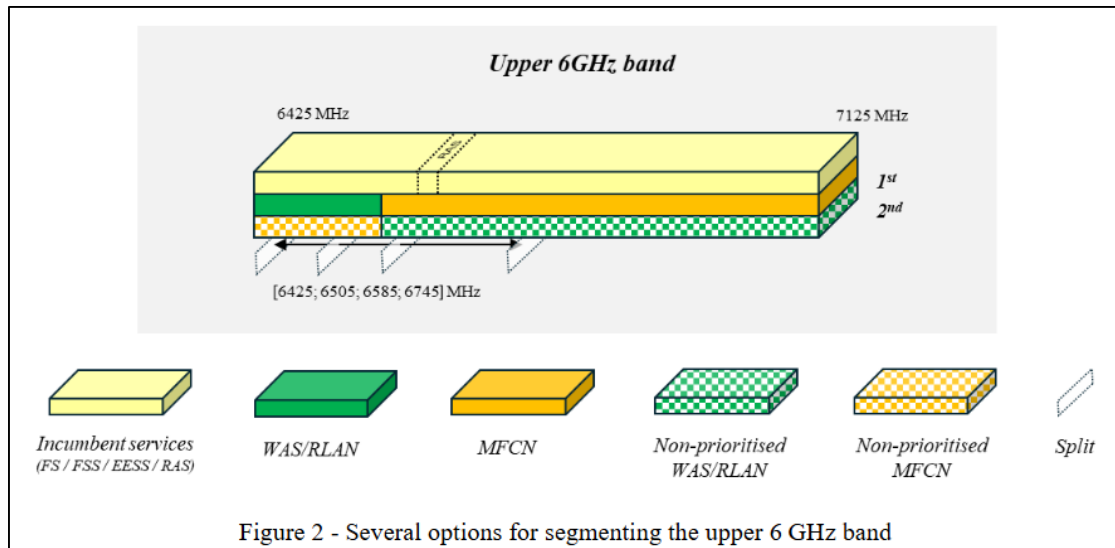 Upper 6GHz band
6425 MHz
7125 MHz
RAS
1st
2nd
[6425; 6505; 6585; 6745] MHz
Incumbent services
(FS / FSS / EESS / RAS)
WAS/RLAN
MFCN
Non-prioritised
WAS/RLAN
Non-prioritised
MFCN
Split
Figure 2 - Several options for segmenting the upper 6 GHz band